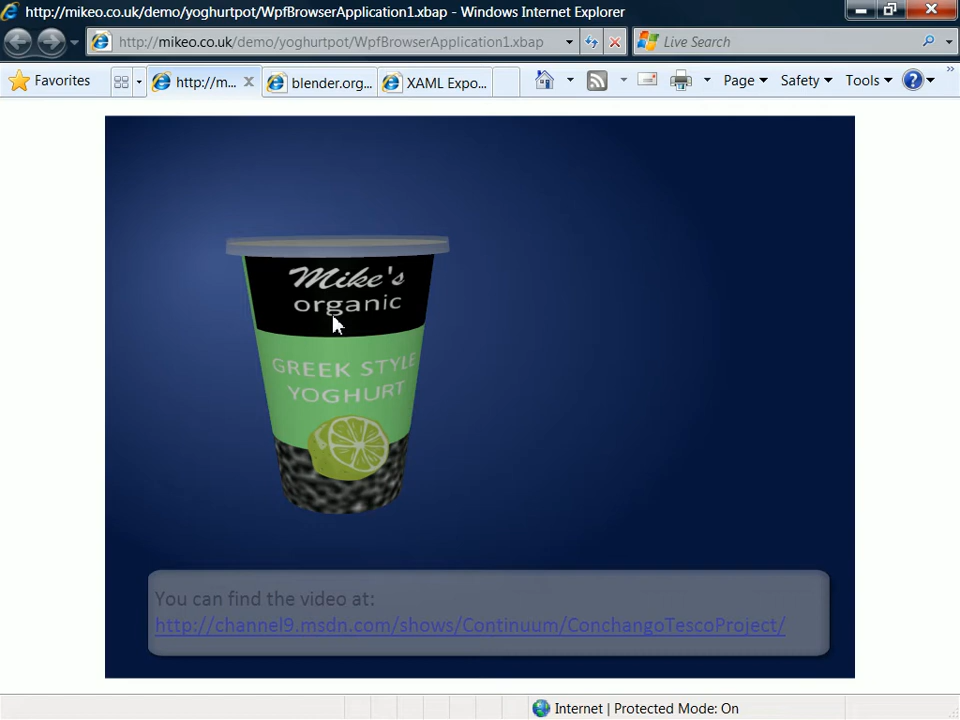 http://mikeo.co.uk/demo/yoghurtpot/WpfBrowserApplication1.xbap - Windows Internet Explorer
http://mikeo.co.uk/demo/yoghurtpot/WpfBrowserApplication1.xbap
Live Search
Favorites
http://m...
blender.org...
XAML Expo...
Page
Safety
Tools
Mike's
organic
GREEK STYLE
YOGHURT
You can find the video at:
http://channel9.msdn.com/shows/Continuum/ConchangoTescoProject/
Internet | Protected Mode: On